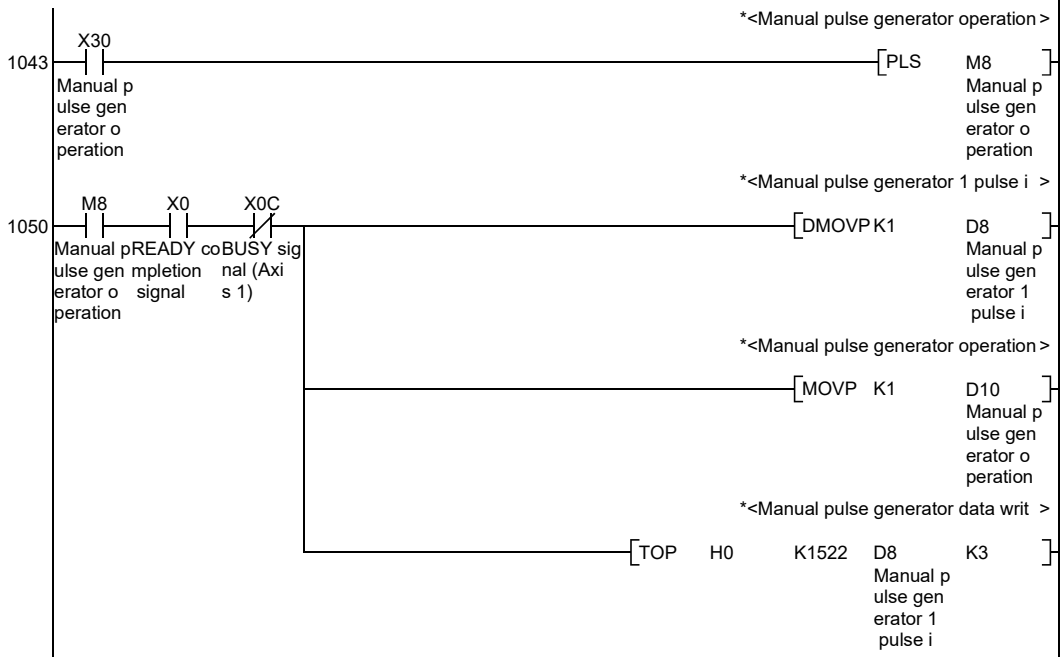 *<Manual pulse generator operation>
X30
1043
PLS M8
Manual p
ulse gen
erator o
peration
Manual p
ulse gen
erator o
peration
*<Manual pulse generator 1 pulse i >
M8 X0 X0C
1050
DMOVP K1 D8
Manual p
ulse gen
erator o
peration
READY co
mpletion
signal
BUSY sig
nal (Axi
s 1)
Manual p
ulse gen
erator 1
pulse i
*<Manual pulse generator operation>
MOVP K1 D10
Manual p
ulse gen
erator o
peration
*<Manual pulse generator data writ >
TOP H0 K1522 D8 K3
Manual p
ulse gen
erator 1
pulse i